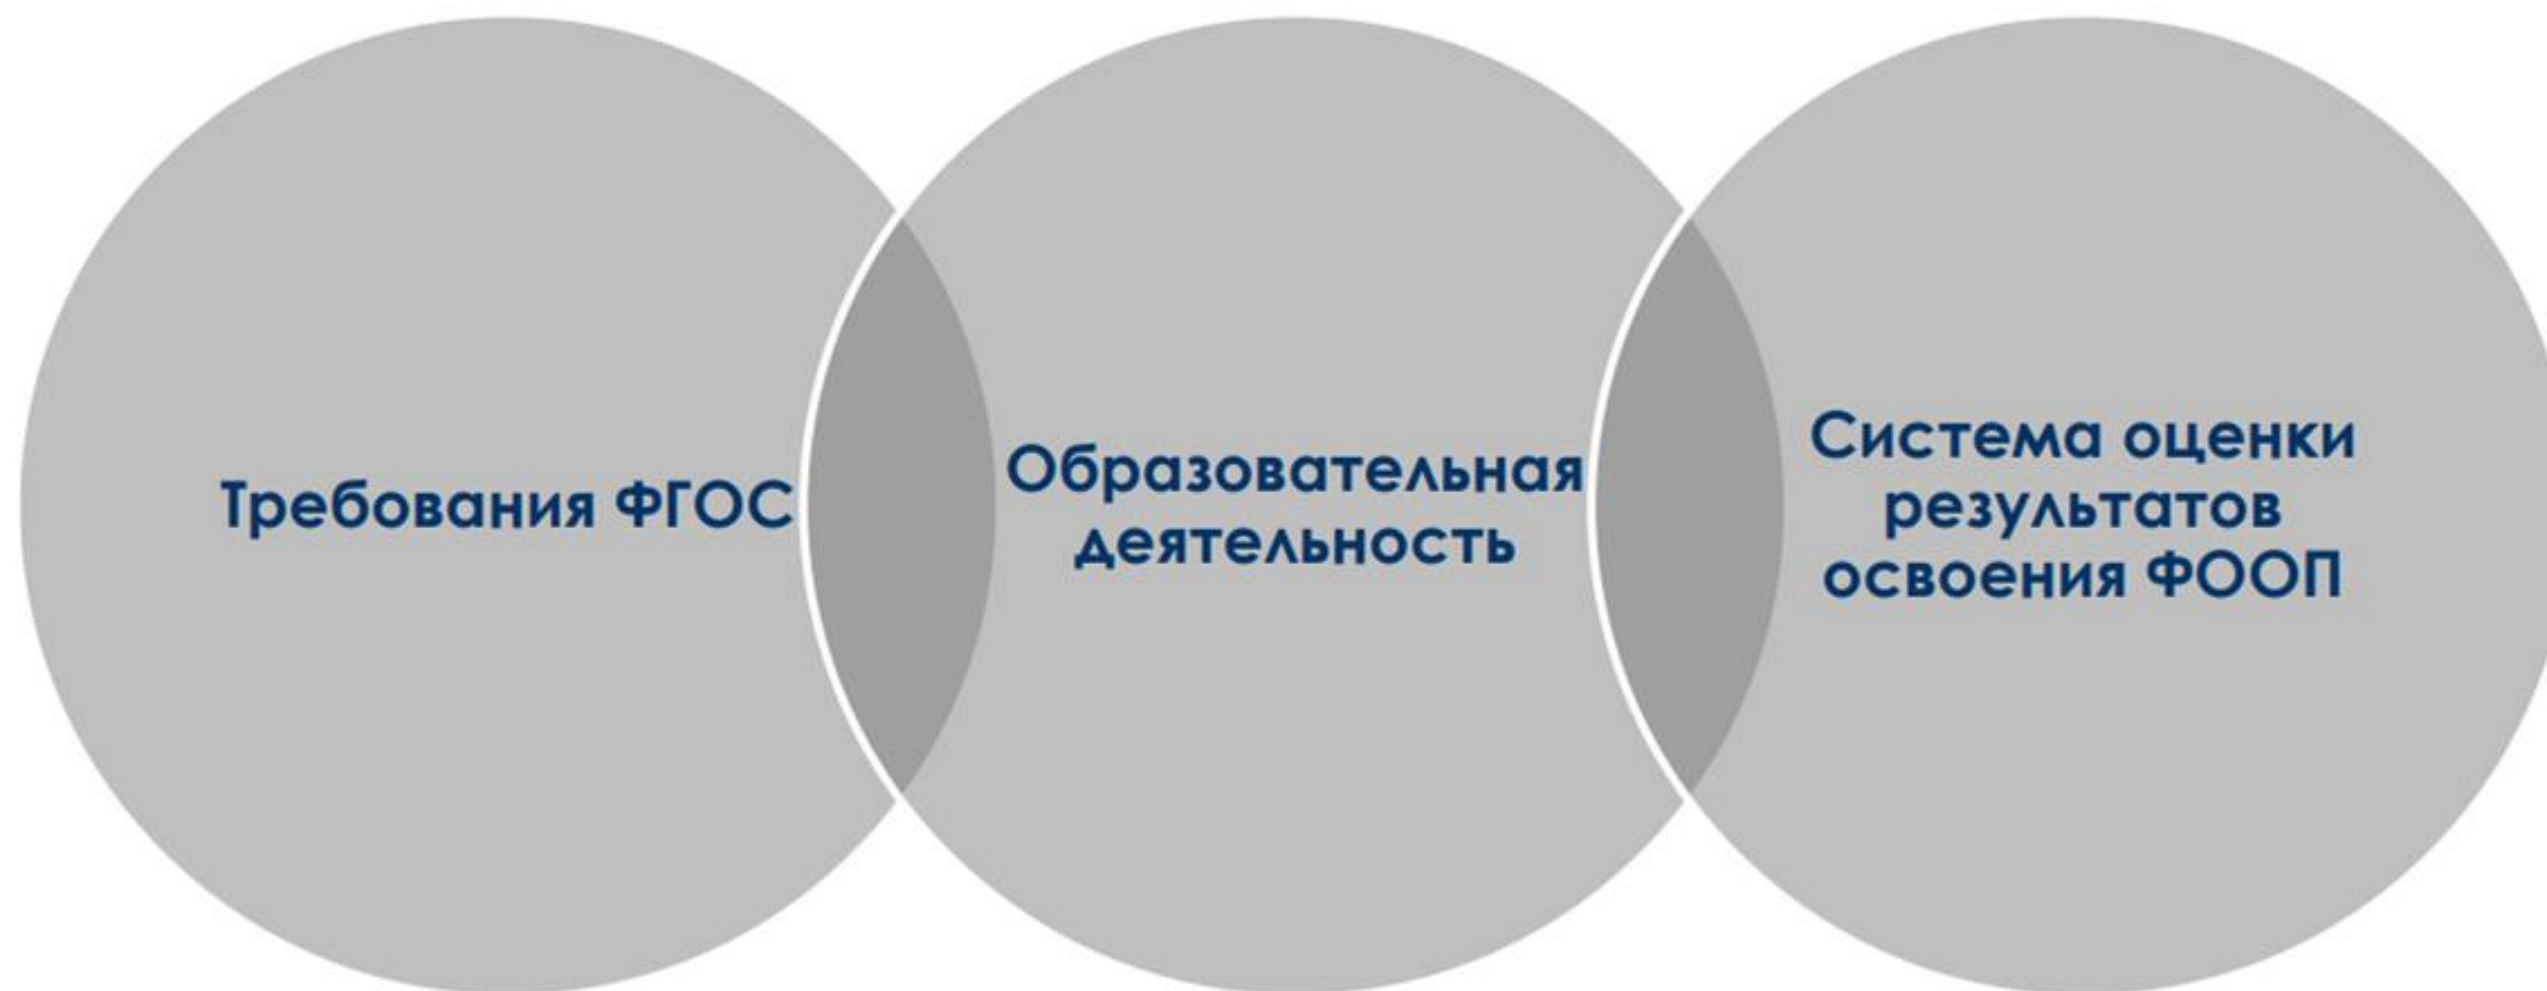 Требования ФГОС
Образовательная
деятельность
Система оценки
результатов
освоения ФООП